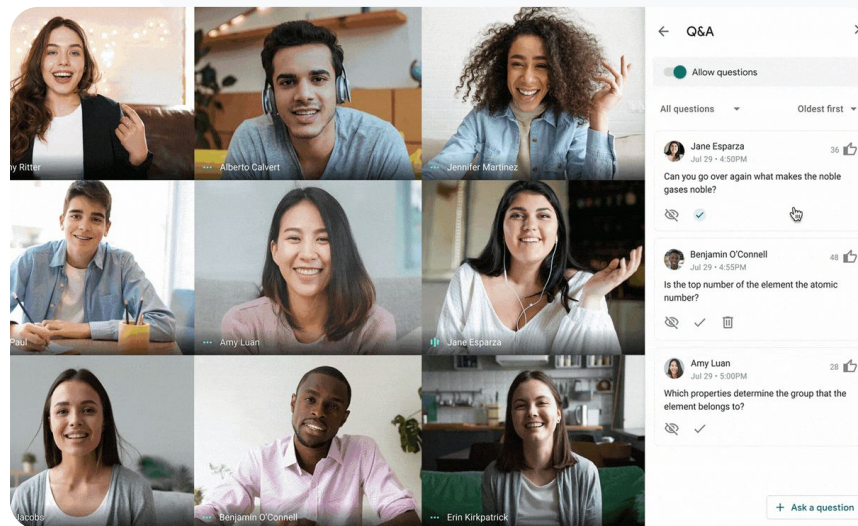 Q&A
Allow questions
All questions
Oldest first
Jane Esparza
36
Jul 29 • 4:50PM
Can you go over again what makes the noble
gases noble?
Benjamin O'Connell
48
Jul 29 • 4:55PM
Is the top number of the element the atomic
number?
Amy Luan
28
Jul 29 • 5:00PM
Which properties determine the group that the
element belongs to?
Ask a question
Ritter
Alberto Calvert
Jennifer Martinez
Paul
Amy Luan
Jane Esparza
Jacobs
Benjamin O'Connell
Erin Kirkpatrick